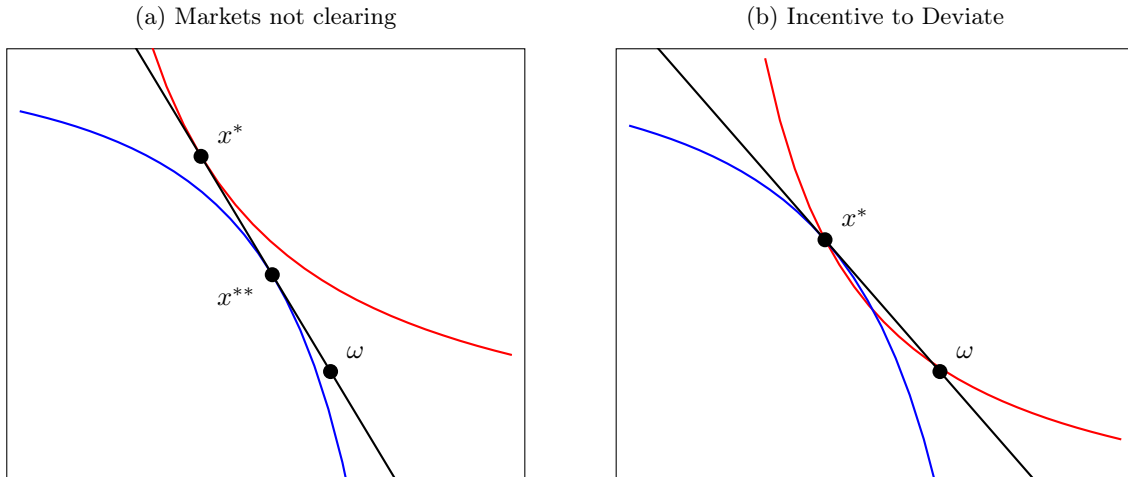 (a) Markets not clearing
x*
x**
ω
(b) Incentive to Deviate
x*
ω